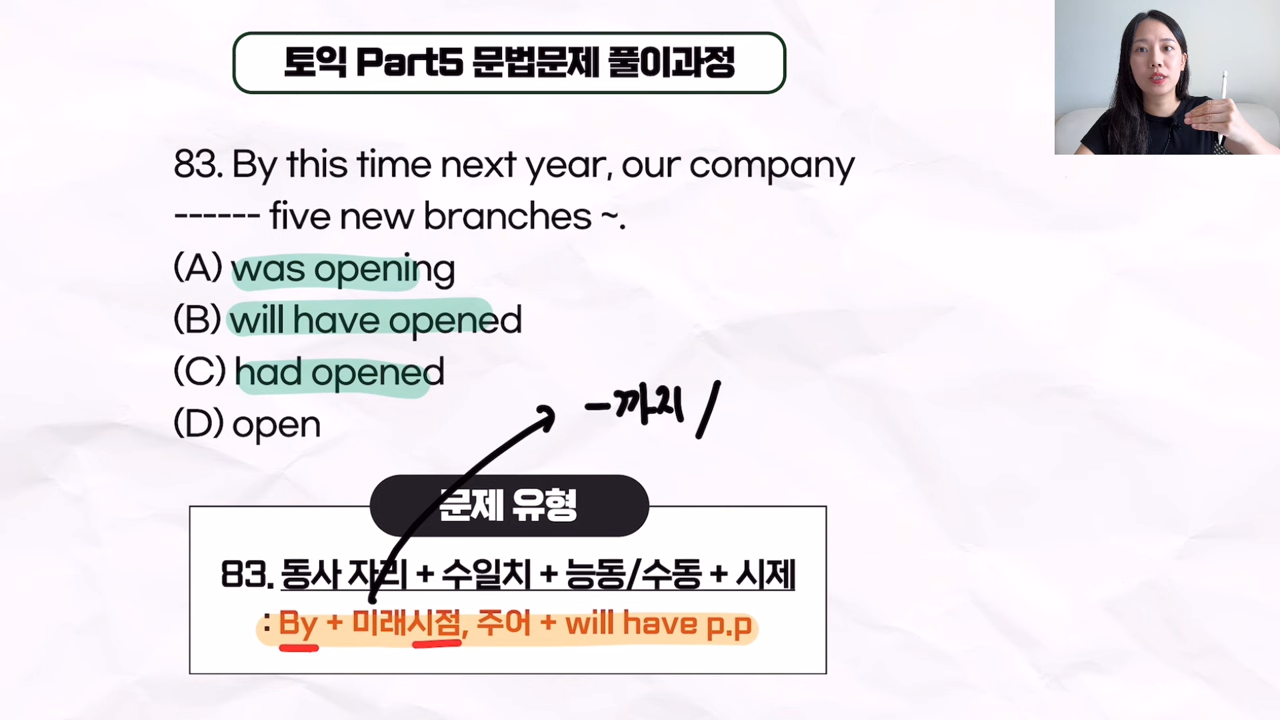 토익 Part5 문법문제 풀이과정
83. By this time next year, our company
------ five new branches ~.
(A) was opening
(B) will have opened
(C) had opened
(D) open
-까지 /
문제 유형
83. 동사 자리 + 수일치 + 능동/수동 + 시제
: By + 미래시점, 주어 + will have p.p